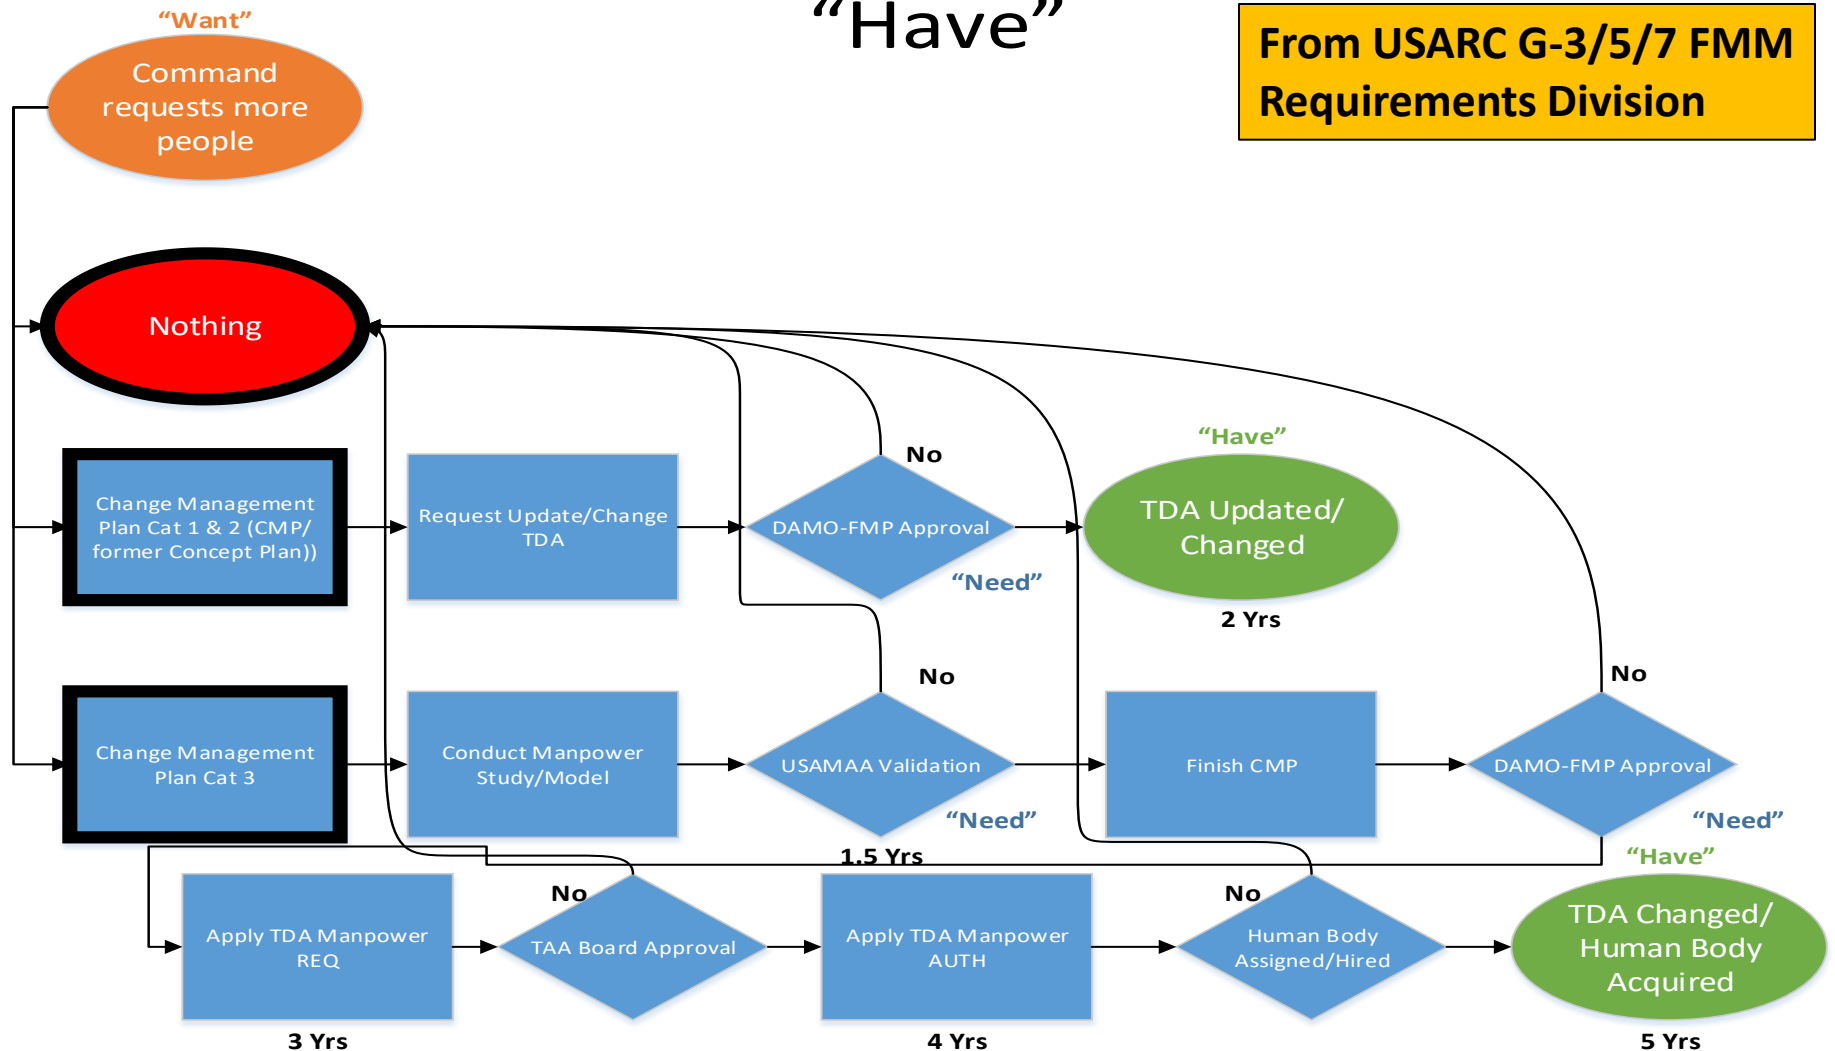 “Want”
“Have”
From USARC G-3/5/7 FMM
Requirements Division
Command
requests more
people
Nothing
Change Management
Plan Cat 1 & 2 (CMP/
former Concept Plan))
Request Update/Change
TDA
No
DAMO-FMP Approval
“Need”
“Have”
TDA Updated/
Changed
2 Yrs
Change Management
Plan Cat 3
Conduct Manpower
Study/Model
No
USAMAA Validation
“Need”
1.5 Yrs
Finish CMP
No
DAMO-FMP Approval
“Need”
Apply TDA Manpower
REQ
3 Yrs
No
TAA Board Approval
Apply TDA Manpower
AUTH
4 Yrs
No
Human Body
Assigned/Hired
“Have”
TDA Changed/
Human Body
Acquired
5 Yrs